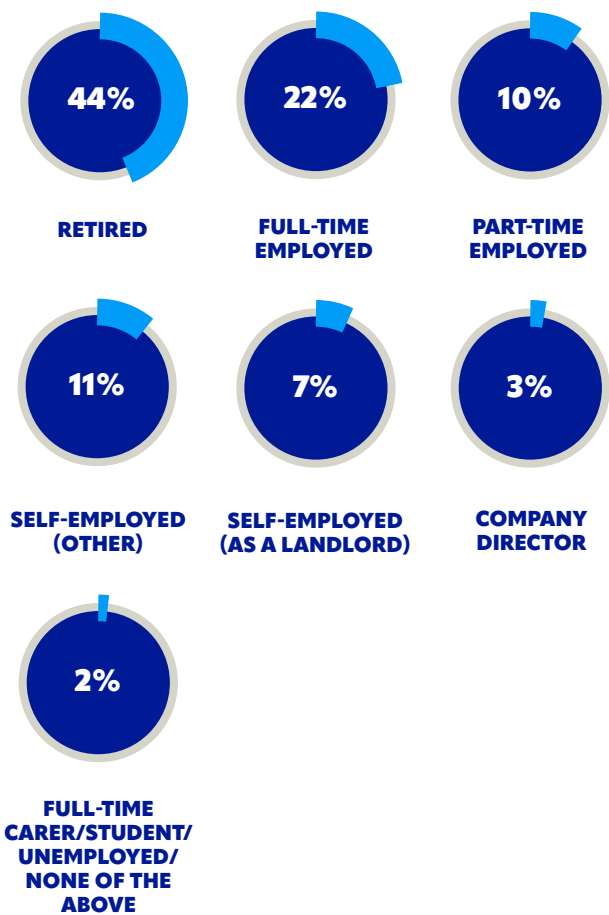 44%
RETIRED
22%
FULL-TIME
EMPLOYED
10%
PART-TIME
EMPLOYED
11%
SELF-EMPLOYED
(OTHER)
7%
SELF-EMPLOYED
(AS A LANDLORD)
3%
COMPANY
DIRECTOR
2%
FULL-TIME
CARER/STUDENT/
UNEMPLOYED/
NONE OF THE
ABOVE